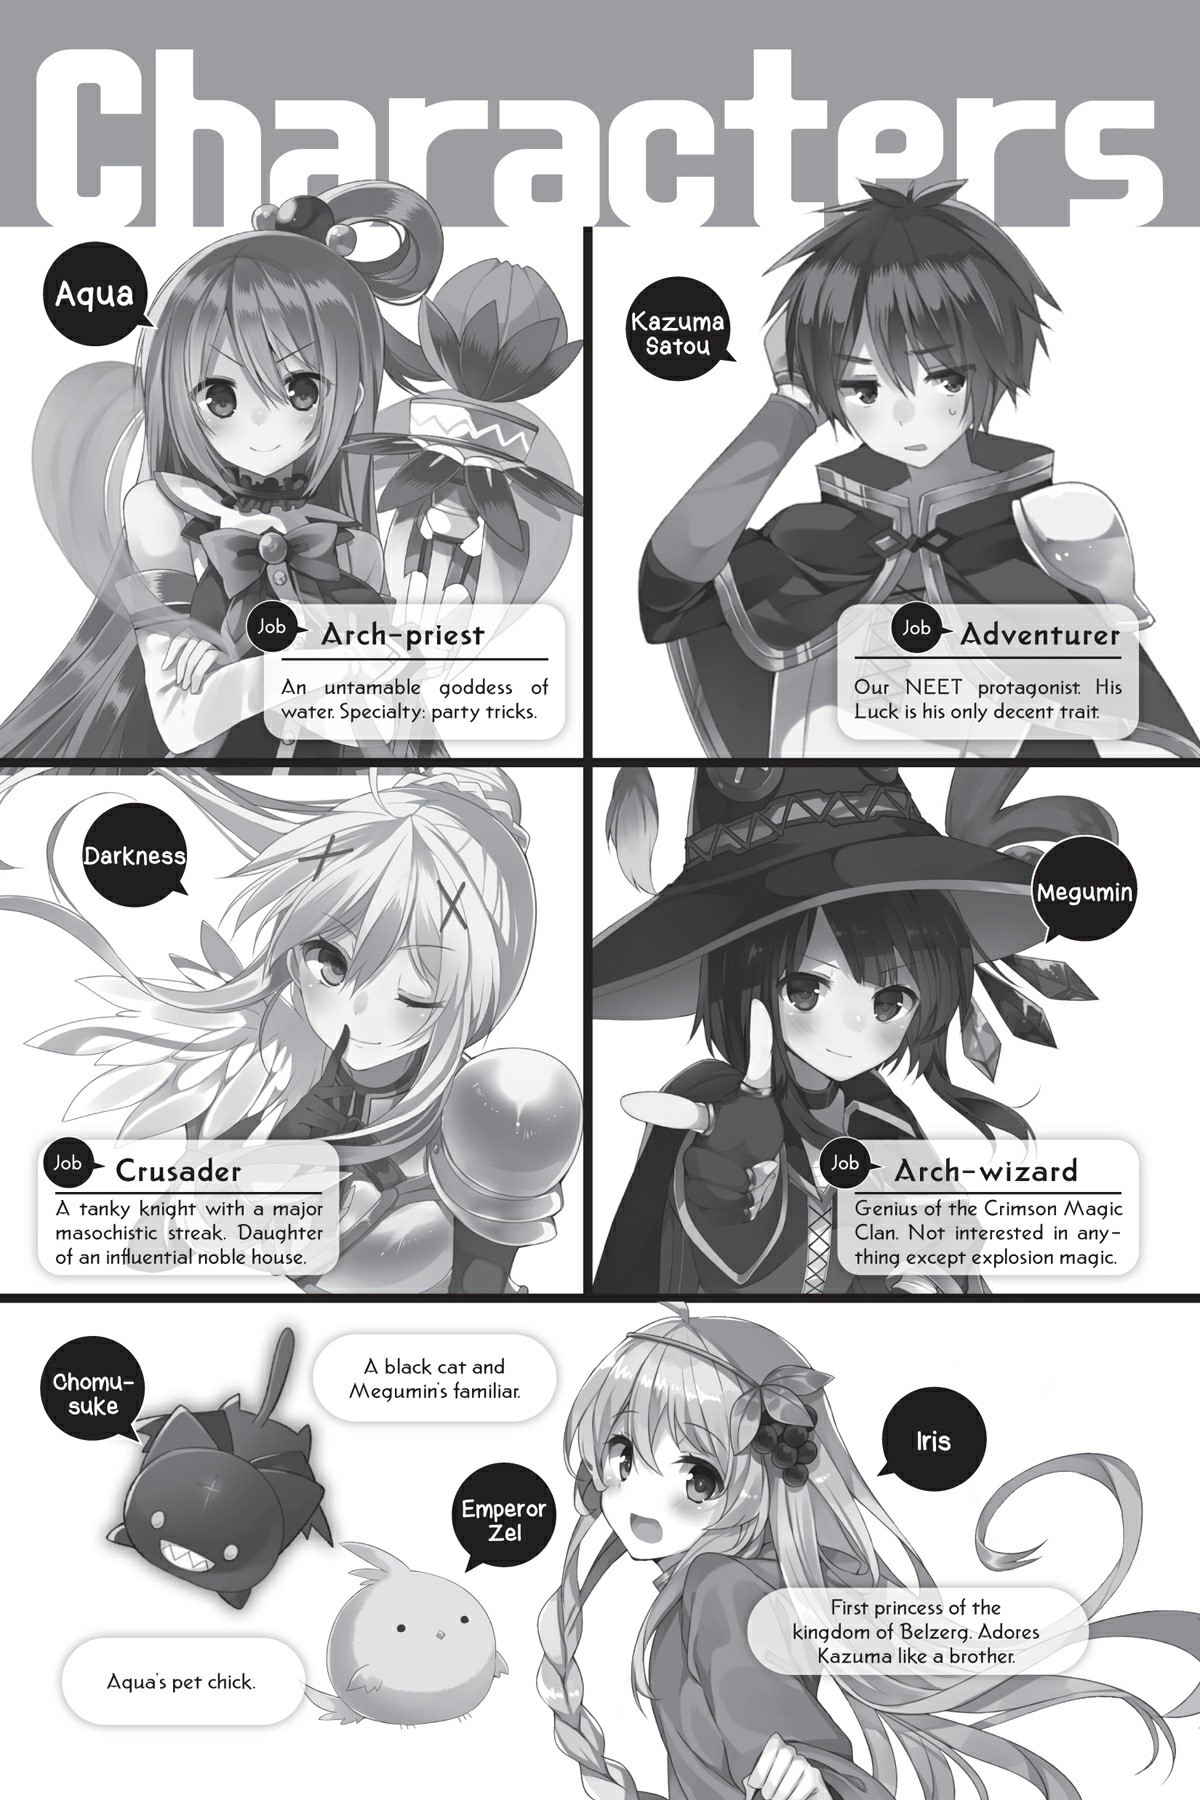 Characters
Aqua
Job
Arch-priest
An untamable goddess of
water. Specialty: party tricks.
Kazuma
Satou
Job
Adventurer
Our NEET protagonist. His
Luck is his only decent trait.
Darkness
Job
Crusader
A tanky knight with a major
masochistic streak. Daughter
of an influential noble house.
Megumin
Job
Arch-wizard
Genius of the Crimson Magic
Clan. Not interested in any-
thing except explosion magic.
Chomu-
suke
A black cat and
Megumin's familiar.
Emperor
Zel
Aqua's pet chick.
Iris
First princess of the
kingdom of Belzerg. Adores
Kazuma like a brother.